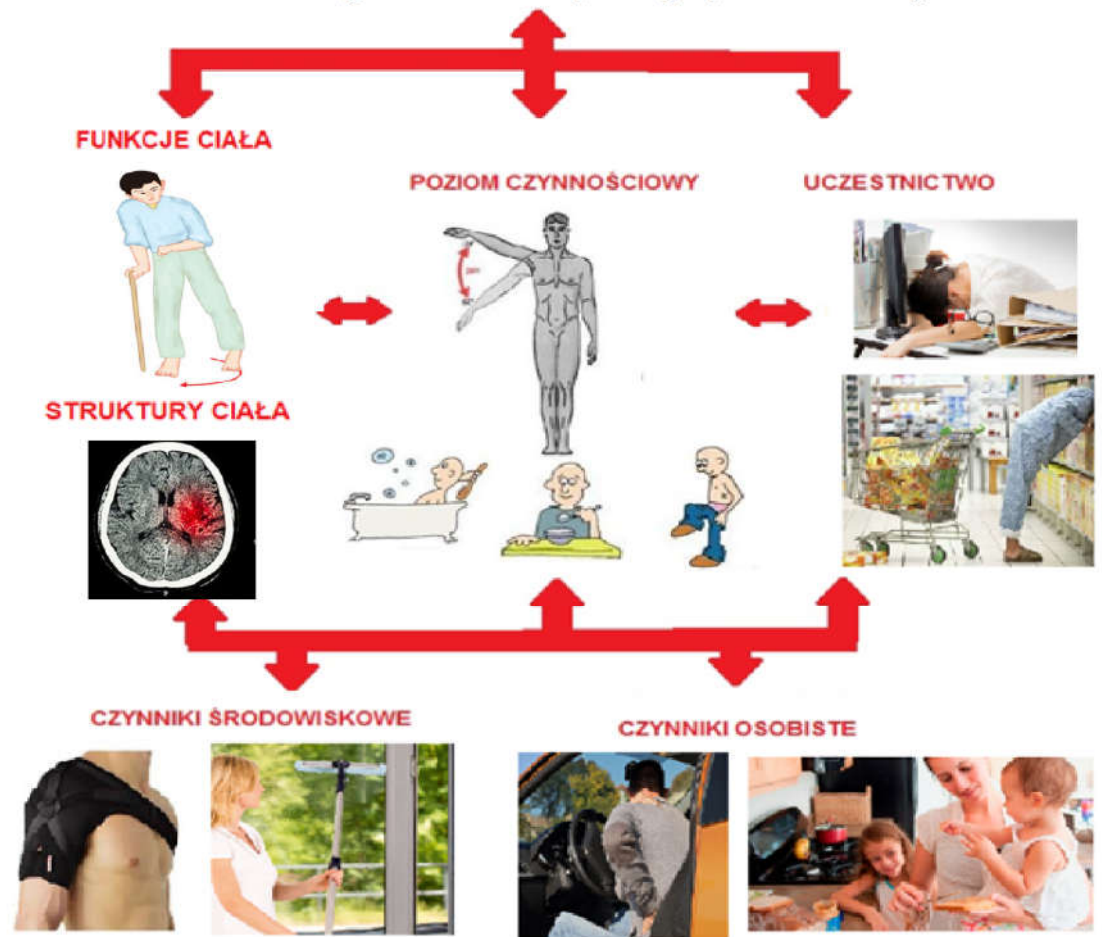 FUNKCJE CIAŁA
POZIOM CZYNNOŚCIOWY
UCZESTNICTWO
STRUKTURY CIAŁA
CZYNNIKI ŚRODOWISKOWE
CZYNNIKI OSOBISTE